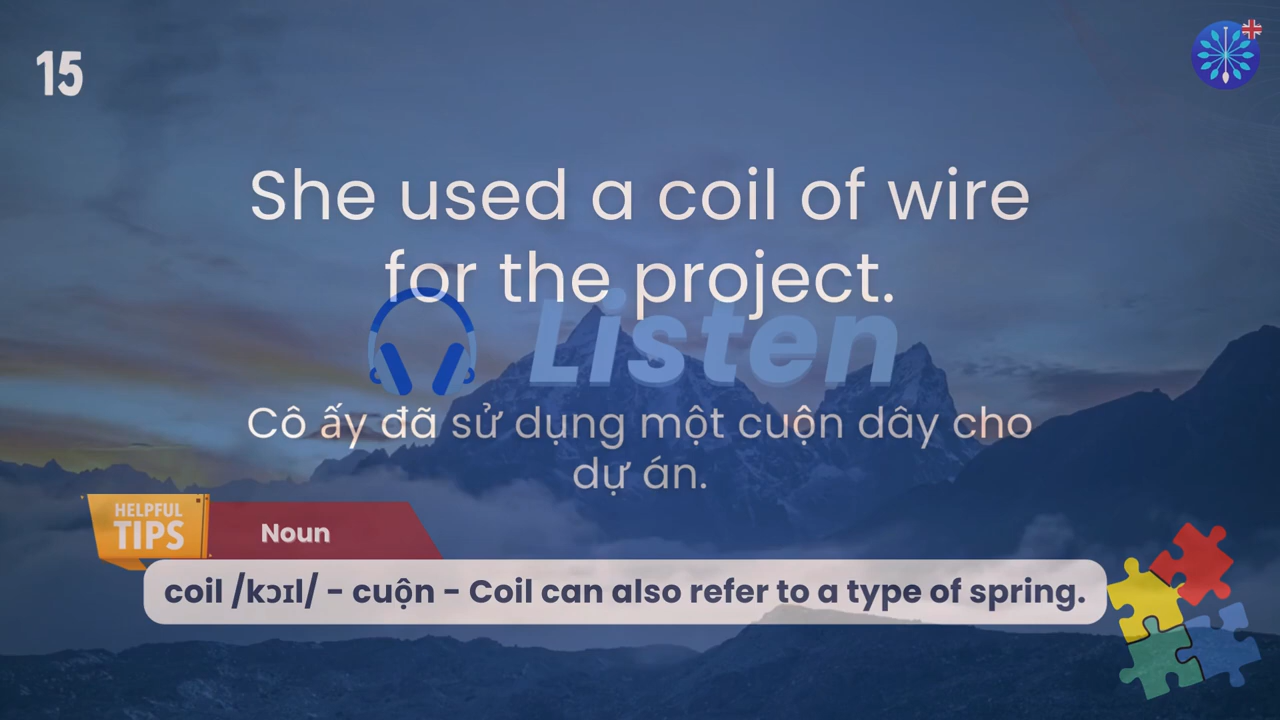 15
She used a coil of wire
for the project.
Listen
Cô ấy đã sử dụng một cuộn dây cho
dự án.
HELPFUL
TIPS
Noun
coil /kɔɪl/ - cuộn - Coil can also refer to a type of spring.